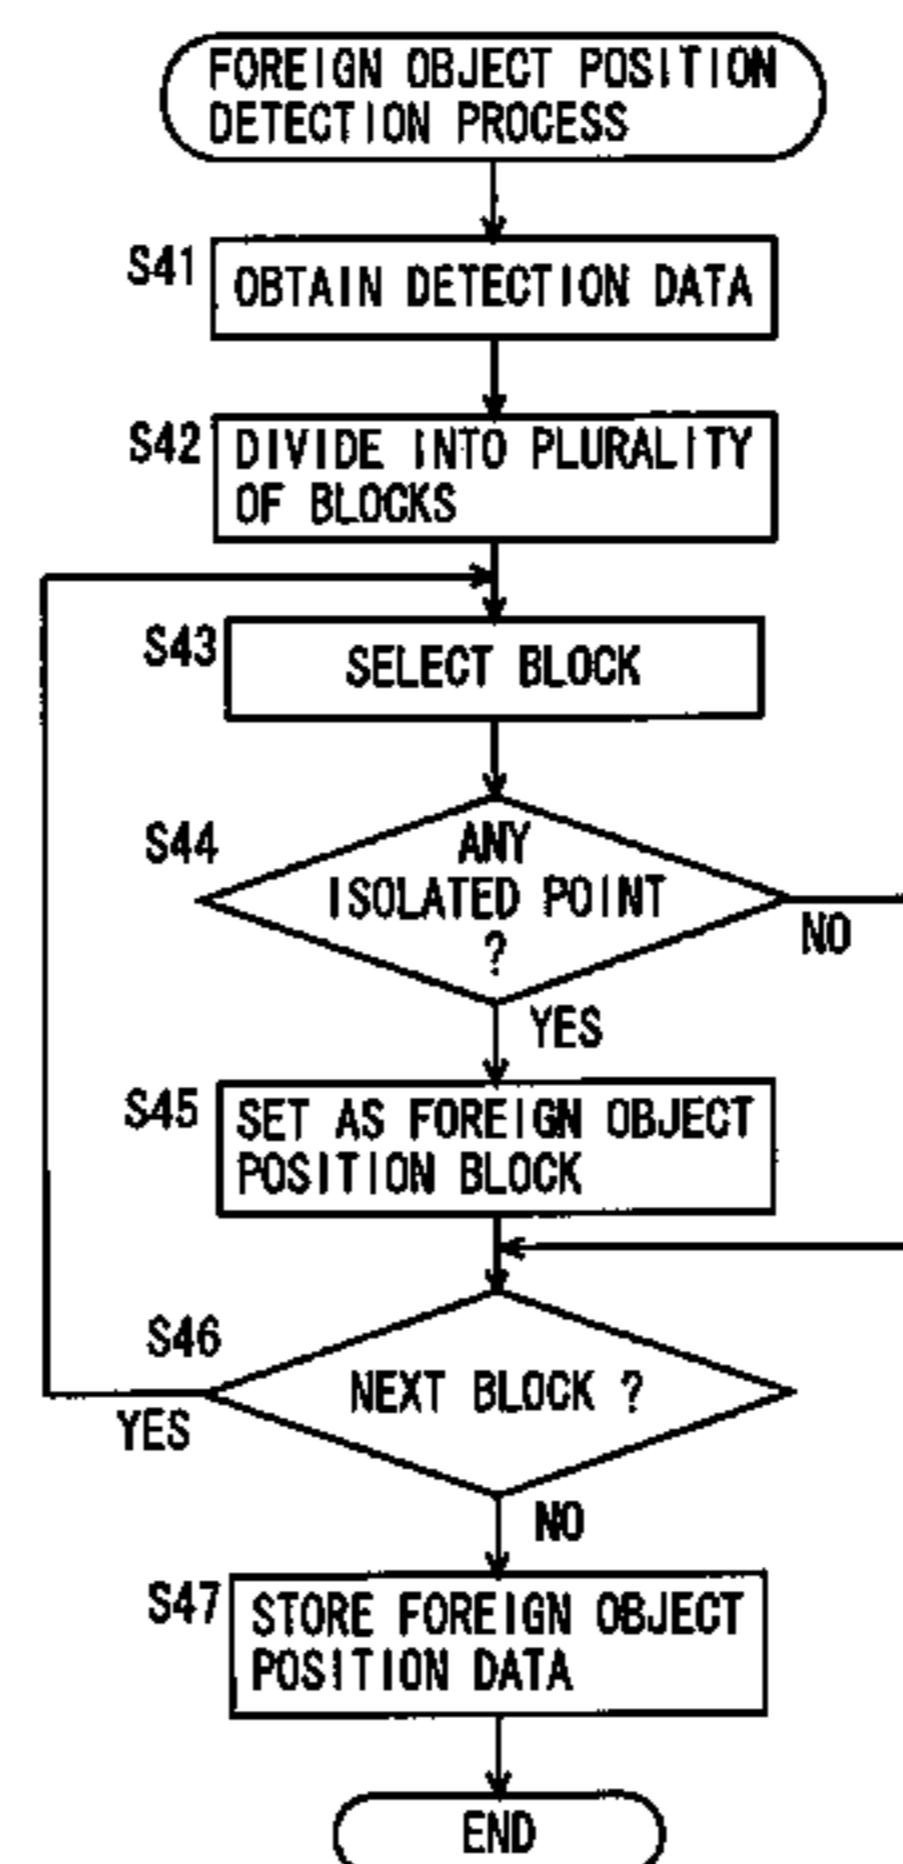 FOREIGN OBJECT POSITION
DETECTION PROCESS
S41
OBTAIN DETECTION DATA
S42
DIVIDE INTO PLURALITY
OF BLOCKS
S43
SELECT BLOCK
S44
ANY
ISOLATED POINT
?
NO
YES
S45
SET AS FOREIGN OBJECT
POSITION BLOCK
S46
NEXT BLOCK ?
YES
NO
S47
STORE FOREIGN OBJECT
POSITION DATA
END